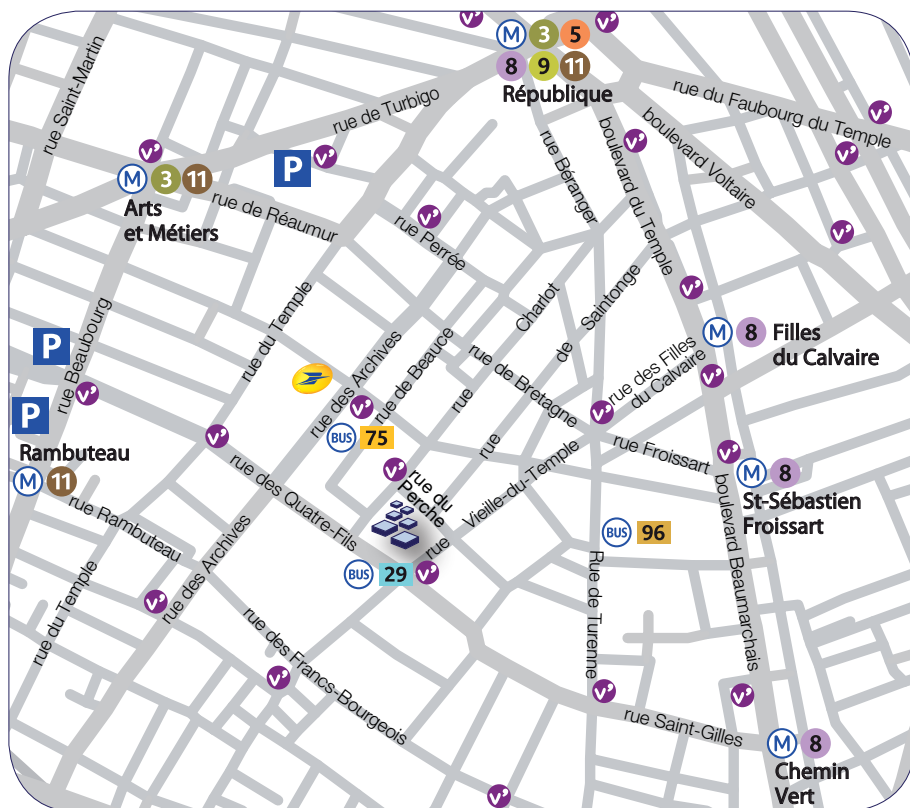 v'
v'
M 3 5
8 9 11
République
rue Saint-Martin
rue de Turbigo
rue du Faubourg du Temple
v'
v'
boulevard Voltaire
boulevard du Temple
v'
rue Béranger
v'
P
v'
M 3 11
Arts
et Métiers
rue de Réaumur
v'
rue Perrée
v'
v'
rue du Temple
Charlot
de Saintonge
M 8 Filles
du Calvaire
rue Beaubourg
P
rue des Archives
rue de Beauce
rue de Bretagne
rue des Filles
du Calvaire
v'
v'
P
v'
v'
BUS 75
rue
rue
v'
rue Froissart
v'
Rambuteau
M 11
rue des Quatre-Fils
v'
rue du
Perche
Vieille-du-Temple
M 8
St-Sébastien
Froissart
rue Rambuteau
rue
BUS 96
boulevard Beaumarchais
BUS 29
v'
rue des Archives
v'
rue du Temple
Rue de Turenne
rue des Francs-Bourgeois
v'
v'
v'
rue Saint-Gilles
M 8
Chemin
Vert
v'